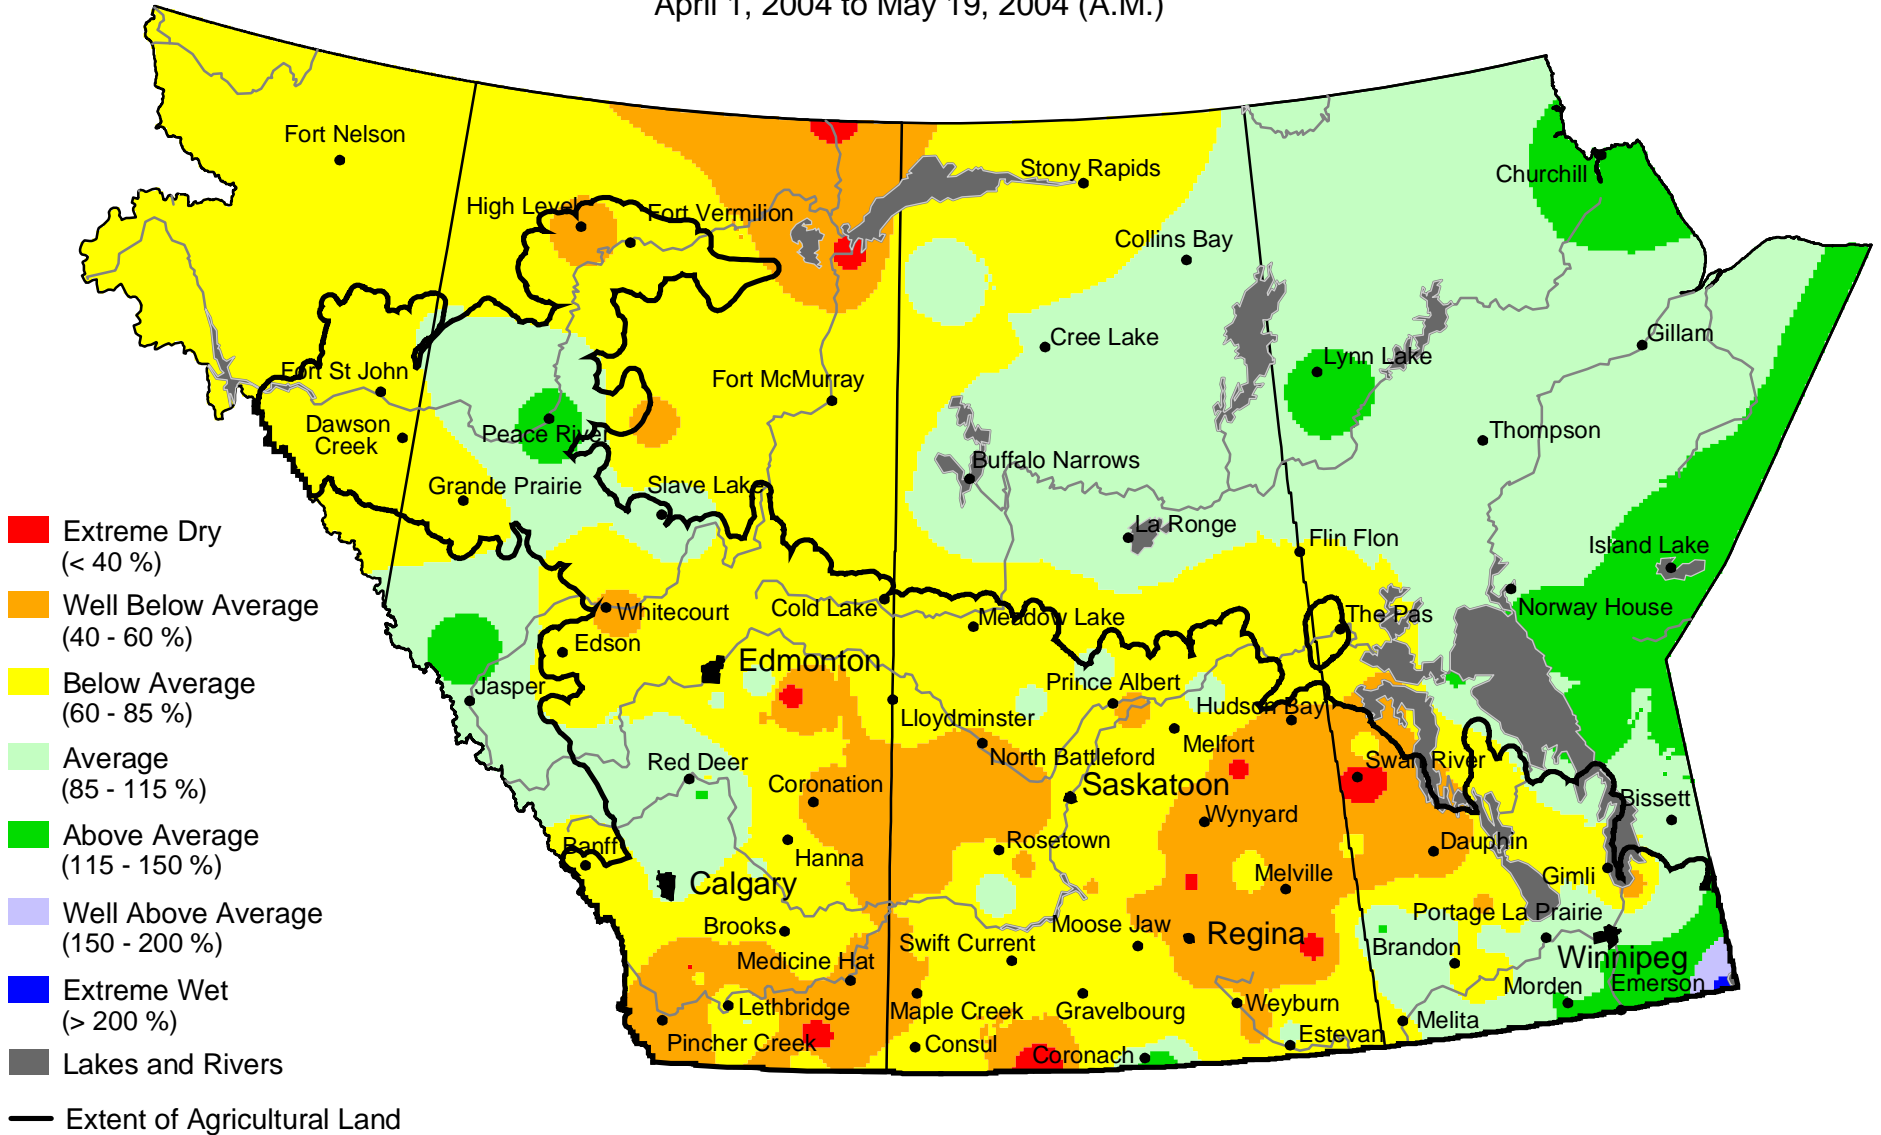 April 1, 2004 to May 19, 2004 (A.M.)
Fort Nelson
Stony Rapids
Churchill
High Level
Fort Vermilion
Collins Bay
Cree Lake
Gillam
Lynn Lake
Fort St John
Fort McMurray
Dawson
Creek
Peace River
Thompson
Buffalo Narrows
Grande Prairie
Slave Lake
La Ronge
Flin Flon
Island Lake
Whitecourt
Cold Lake
Meadow Lake
The Pas
Norway House
Edson
Edmonton
Jasper
Prince Albert
Lloydminster
Hudson Bay
Melfort
North Battleford
Red Deer
Coronation
Saskatoon
Swan River
Bissett
Wynyard
Rosetown
Dauphin
Banff
Hanna
Calgary
Melville
Gimli
Brooks
Moose Jaw
Regina
Portage La Prairie
Swift Current
Brandon
Winnipeg
Medicine Hat
Lethbridge
Maple Creek
Gravelbourg
Weyburn
Morden
Emerson
Pincher Creek
Consul
Coronach
Estevan
Melita
Extreme Dry
(< 40 %)
Well Below Average
(40 - 60 %)
Below Average
(60 - 85 %)
Average
(85 - 115 %)
Above Average
(115 - 150 %)
Well Above Average
(150 - 200 %)
Extreme Wet
(> 200 %)
Lakes and Rivers
Extent of Agricultural Land